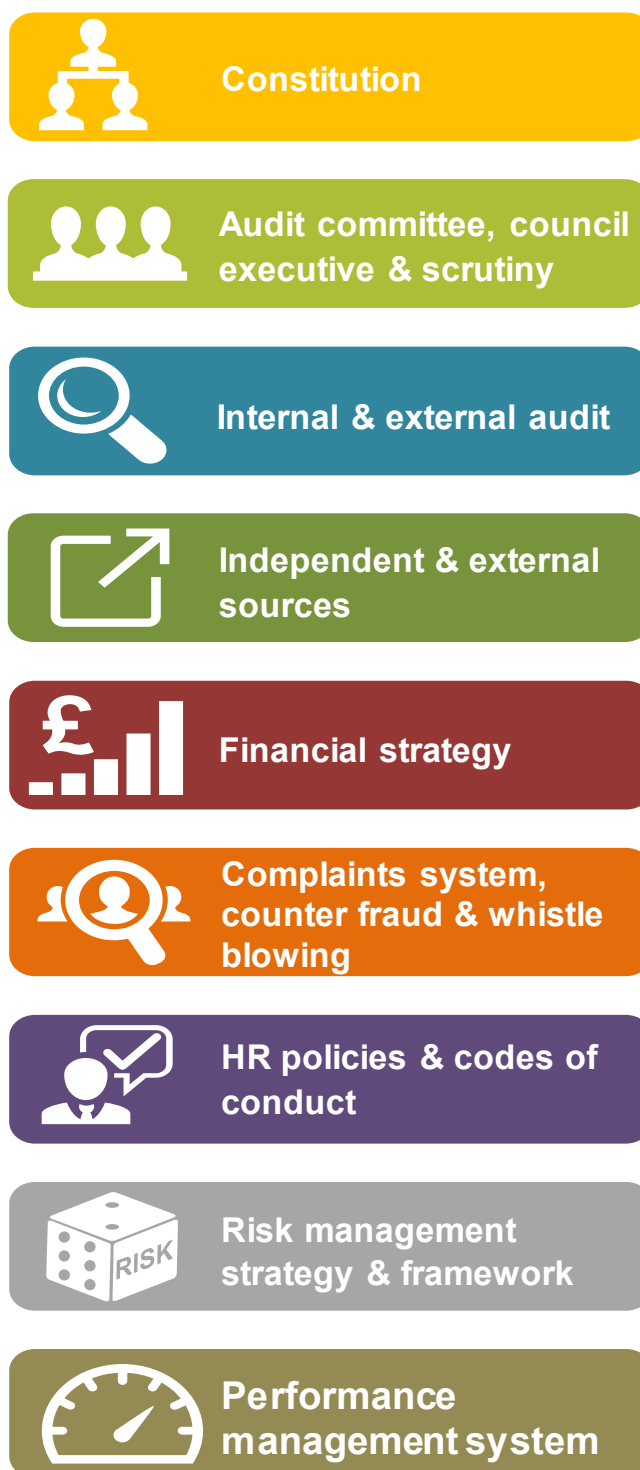 Constitution
Audit committee, council
executive & scrutiny
Internal & external audit
Independent & external
sources
£
Financial strategy
Complaints system,
counter fraud & whistle
blowing
HR policies & codes of
conduct
RISK
Risk management
strategy & framework
Performance
management system